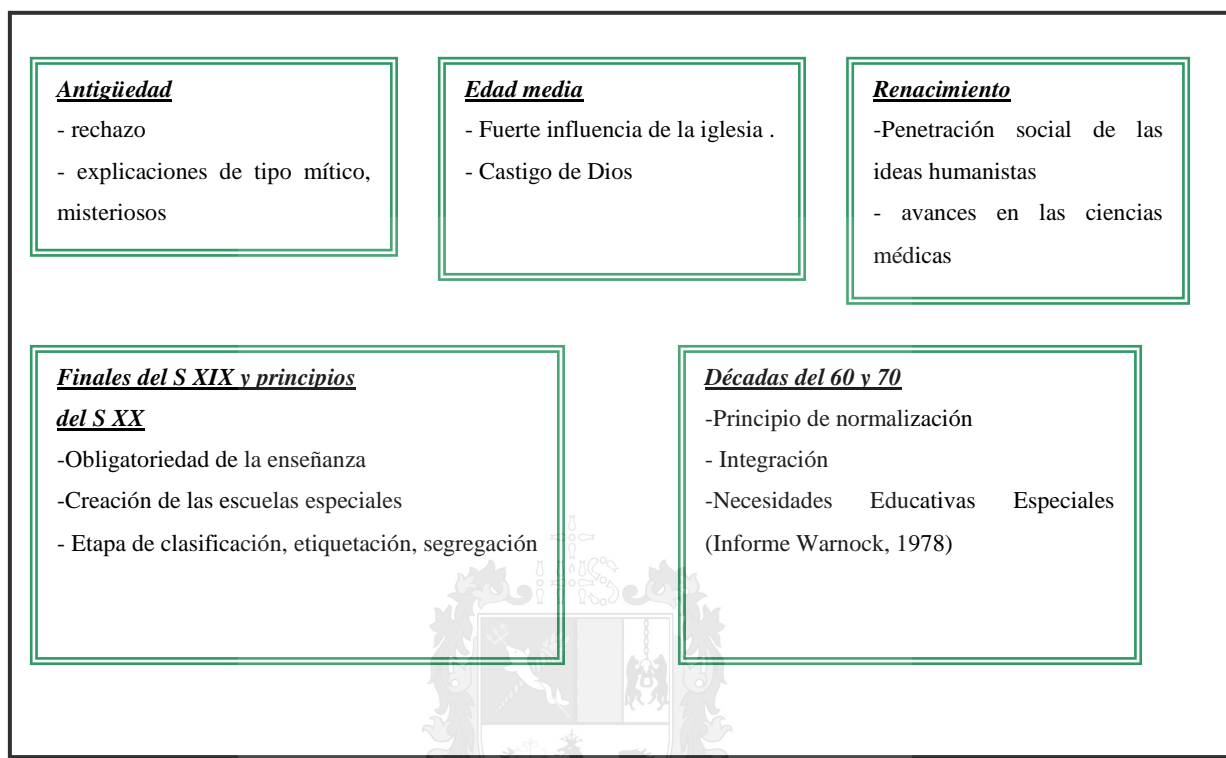 Antigüedad
- rechazo
- explicaciones de tipo mítico,
misteriosos
Edad media
- Fuerte influencia de la iglesia .
- Castigo de Dios
Renacimiento
-Penetración social de las
ideas humanistas
- avances en las ciencias
médicas
Finales del S XIX y principios
del S XX
-Obligatoriedad de la enseñanza
-Creación de las escuelas especiales
- Etapa de clasificación, etiquetación, segregación
Décadas del 60 y 70
-Principio de normalización
- Integración
-Necesidades Educativas Especiales
(Informe Warnock, 1978)
IHS